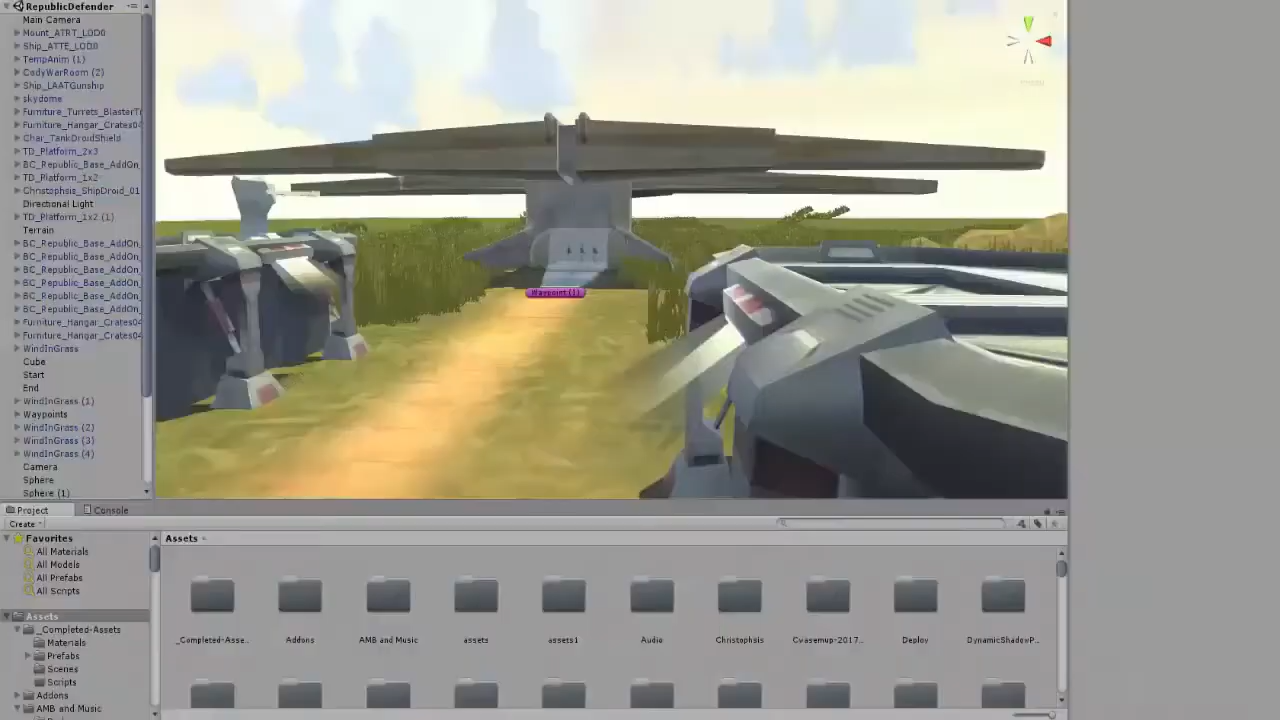 RepublicDefender
Main Camera
Mount_ATRT_LOD0
Ship_ATTE_LOD0
TempAnim (1)
CodyWarRoom (2)
Ship_LAATGunship
skydome
Furniture_Turrets_BlasterT
Furniture_Hangar_Crates04
Char_TankDroidShield
TD_Platform_2x3
BC_Republic_Base_AddOn_
TD_Platform_1x2
Christophsis_ShipDroid_01
Directional Light
TD_Platform_1x2 (1)
Terrain
BC_Republic_Base_AddOn_
BC_Republic_Base_AddOn_
BC_Republic_Base_AddOn_
BC_Republic_Base_AddOn_
BC_Republic_Base_AddOn_
BC_Republic_Base_AddOn_
Furniture_Hangar_Crates04
Furniture_Hangar_Crates04
WindInGrass
Cube
Start
End
WindInGrass (1)
Waypoints
WindInGrass (2)
WindInGrass (3)
WindInGrass (4)
Camera
Sphere
Sphere (1)
Waypoint (1)
Project
Console
Create
Favorites
All Materials
All Models
All Prefabs
All Scripts
Assets
_Completed-Assets
Materials
Prefabs
Scenes
Scripts
Addons
AMB and Music
Assets
_Completed-Asse..
Addons
AMB and Music
assets
assets1
Audio
Christophsis
Cvasemup-2017..
Deploy
DynamicShadowP..